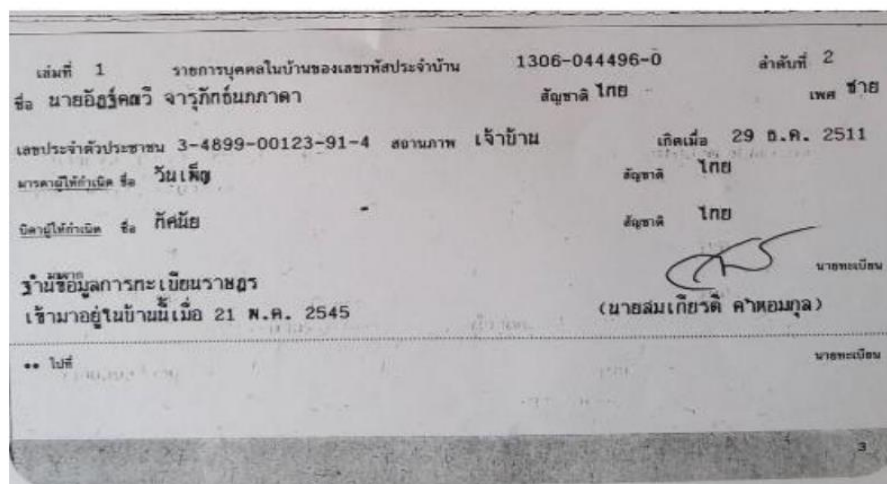 เล่มที่ 1 รายการบุคคลในบ้านของเลขรหัสประจำบ้าน 1306-044496-0 ลำดับที่ 2
ชื่อ นายอัฐร์คฌวี จารุภักธ์นภภาดา สัญชาติ ไทย เพศ ชาย
เลขประจำตัวประชาชน 3-4899-00123-91-4 สถานภาพ เจ้าบ้าน เกิดเมื่อ 29 ธ.ค. 2511
มารดาผู้ให้กำเนิด ชื่อ วันเพ็ญ สัญชาติ ไทย
บิดาผู้ให้กำเนิด ชื่อ ทัศนัย สัญชาติ ไทย
นายทะเบียน
มาจาก
ฐานข้อมูลการทะเบียนราษฎร
เข้ามาอยู่ในบ้านนี้เมื่อ 21 พ.ค. 2545 (นายสมเกียรติ คำหอมกุล)
** ไปที่ นายทะเบียน
3